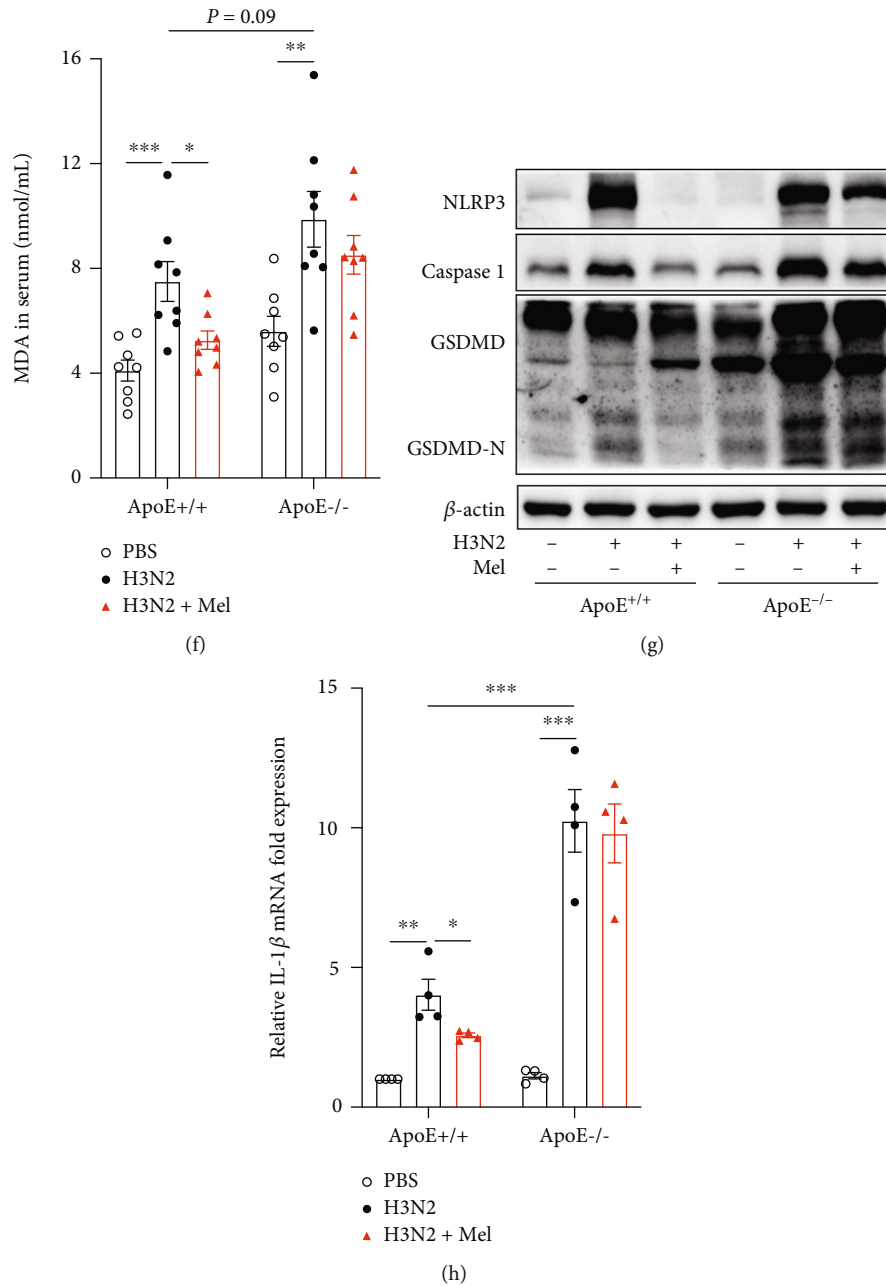 P = 0.09
**
***
*
16
12
8
4
0
MDA in serum (nmol/mL)
ApoE+/+
ApoE-/-
PBS
H3N2
H3N2 + Mel
(f)
NLRP3
Caspase 1
GSDMD
GSDMD-N
β-actin
H3N2 – + + – + +
Mel – – + – – +
ApoE+/+
ApoE−/−
(g)
***
***
**
*
15
10
5
0
Relative IL-1β mRNA fold expression
ApoE+/+
ApoE-/-
PBS
H3N2
H3N2 + Mel
(h)